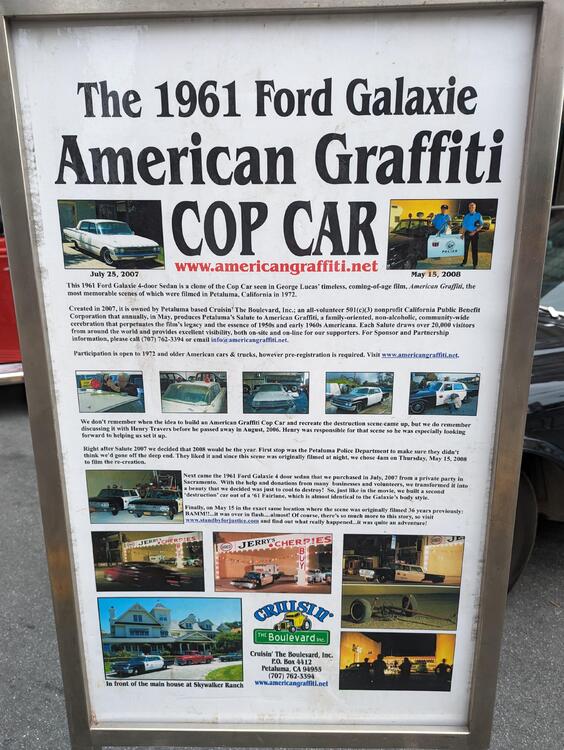 The 1961 Ford Galaxie
American Graffiti
COP CAR
www.americangraffiti.net
July 25, 2007
May 15, 2008
This 1961 Ford Galaxie 4-door Sedan is a clone of the Cop Car seen in George Lucas' timeless, coming-of-age film, American Graffiti, the
most memorable scenes of which were filmed in Petaluma, California in 1972.
Created in 2007, it is owned by Petaluma based Cruisin' The Boulevard, Inc.; an all-volunteer 501(c)(3) nonprofit California Public Benefit
Corporation that annually, in May, produces Petaluma's Salute to American Graffiti, a family-oriented, non-alcoholic, community-wide
cerebration that perpetuates the film's legacy and the essence of 1950s and early 1960s Americana. Each Salute draws over 20,000 visitors
from around the world and provides excellent visibility, both on-site and on-line for our supporters. For Sponsor and Partnership
information, please call (707) 762-3394 or email info@americangraffiti.net.
Participation is open to 1972 and older American cars & trucks, however pre-registration is required. Visit www.americangraffiti.net.
We don't remember when the idea to build an American Graffiti Cop Car and recreate the destruction scene came up, but we do remember
discussing it with Henry Travers before he passed away in August, 2006. Henry was responsible for that scene so he was especially looking
forward to helping us set it up.
Right after Salute 2007 we decided that 2008 would be the year. First stop was the Petaluma Police Department to make sure they didn't
think we'd gone off the deep end. They liked it and since this scene was originally filmed at night, we chose 4am on Thursday, May 15, 2008
to film the re-creation.
Next came the 1961 Ford Galaxie 4 door sedan that we purchased in July, 2007 from a private party in
Sacramento. With the help and donations from many businesses and volunteers, we transformed it into
a beauty that we decided was just to cool to destroy! So, just like in the movie, we built a second
'destruction' car out of a '61 Fairlane, which is almost identical to the Galaxie's body style.
Finally, on May 15 in the exact same location where the scene was originally filmed 36 years previously:
BAMM!!...it was over in flash....almost! Of course, there's so much more to this story, so visit
www.standbyforjustice.com and find out what really happened...it was quite an adventure!
JERRY'S CHERRIES
BUY
CRUISIN'
THE Boulevard Inc.
Cruisin' The Boulevard, Inc.
P.O. Box 4412
Petaluma, CA 94955
(707) 762-3394
www.americangraffiti.net
In front of the main house at Skywalker Ranch